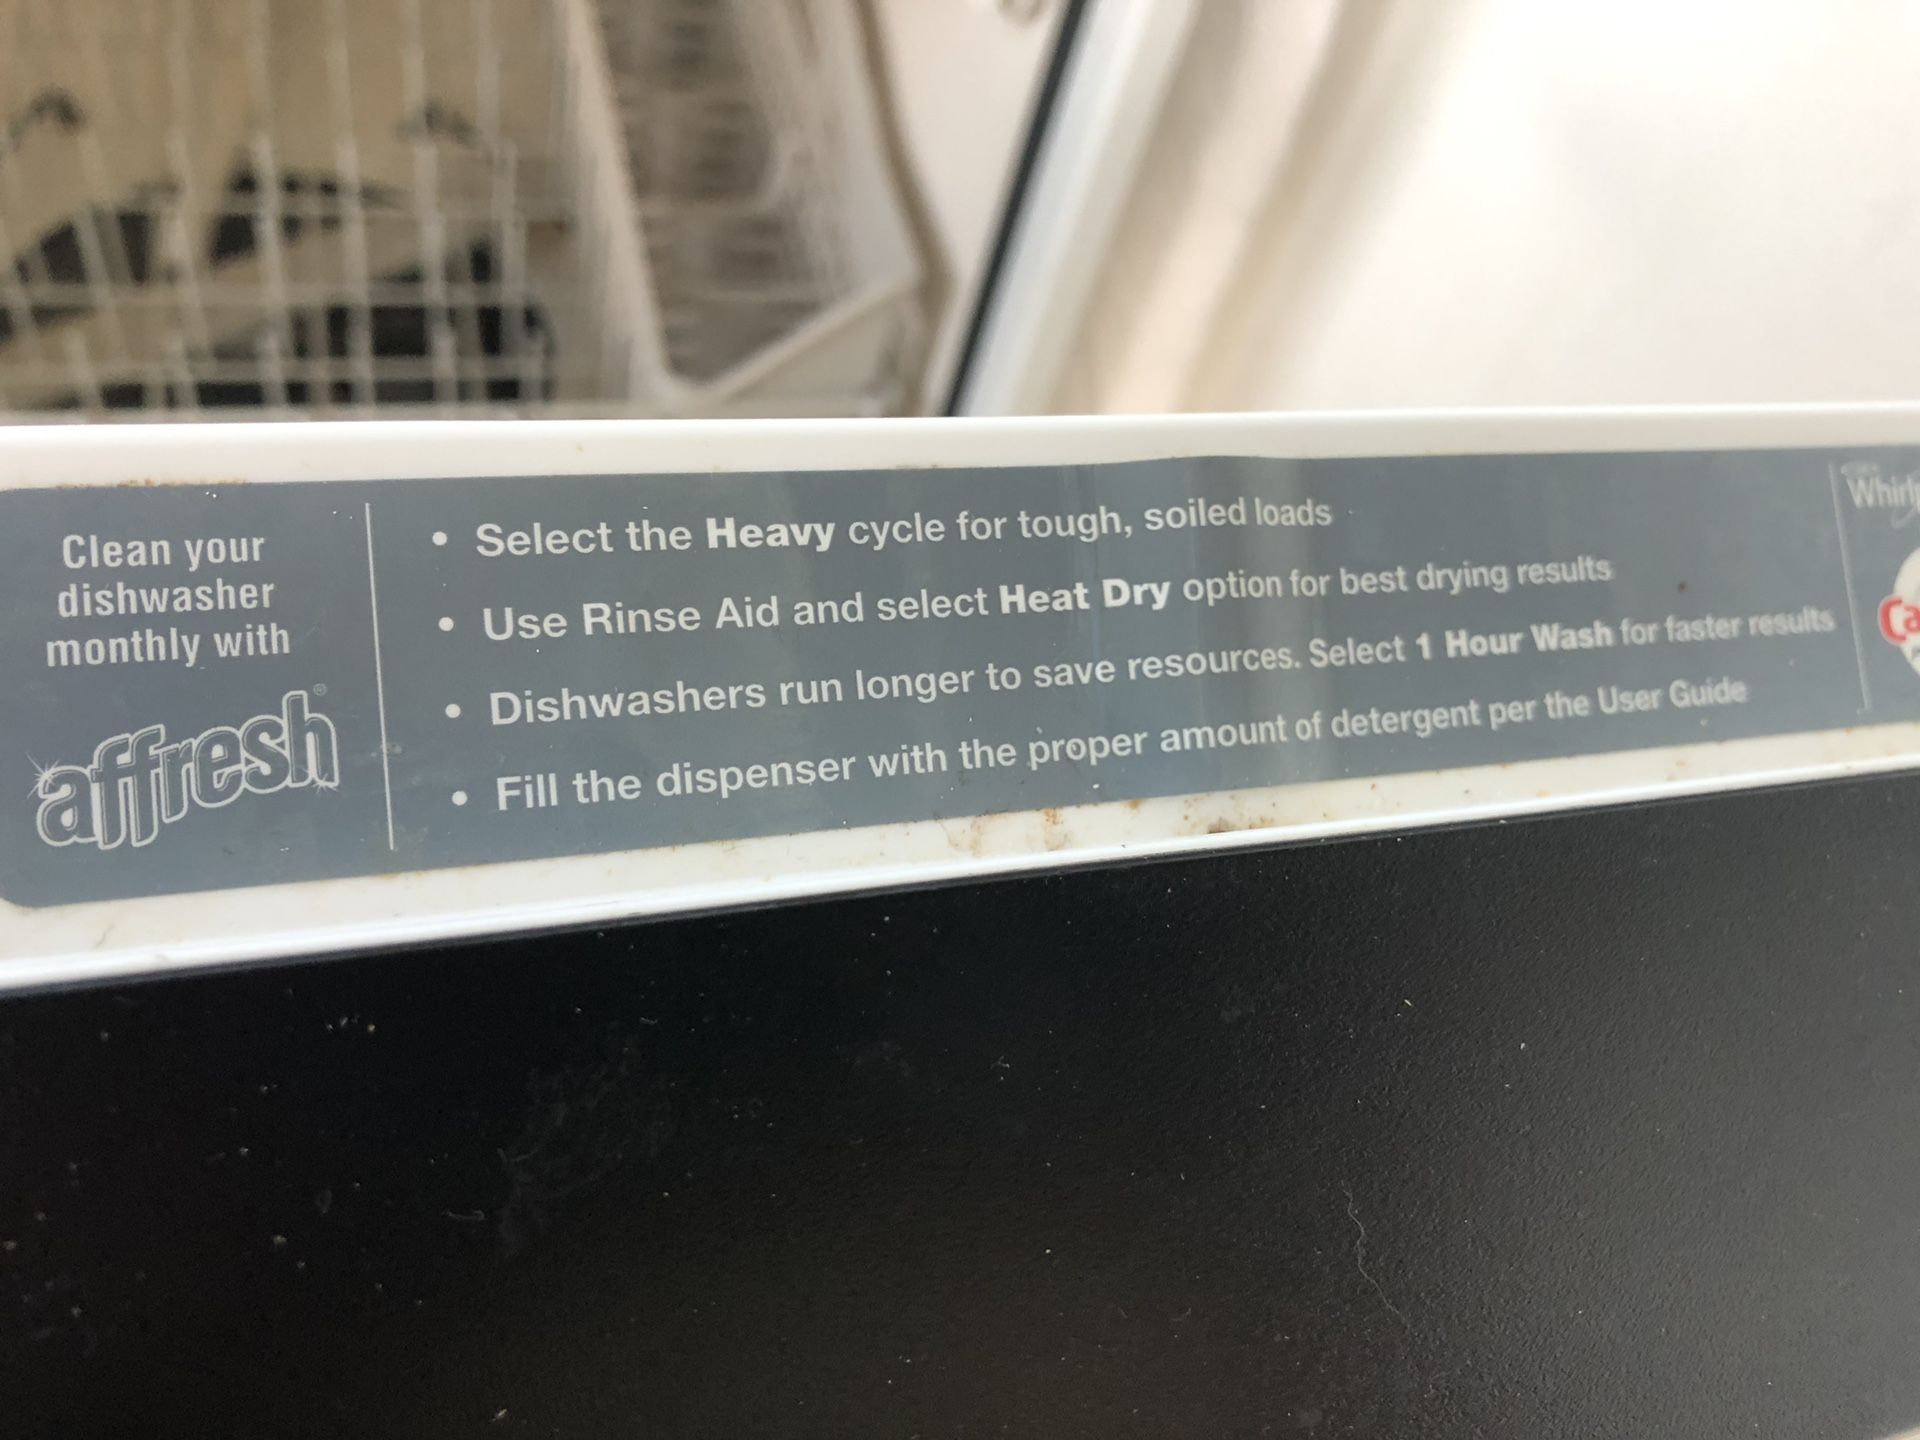 Clean your
dishwasher
monthly with
affresh®
• Select the Heavy cycle for tough, soiled loads
• Use Rinse Aid and select Heat Dry option for best drying results
• Dishwashers run longer to save resources. Select 1 Hour Wash for faster results
• Fill the dispenser with the proper amount of detergent per the User Guide
Whirl
Ca